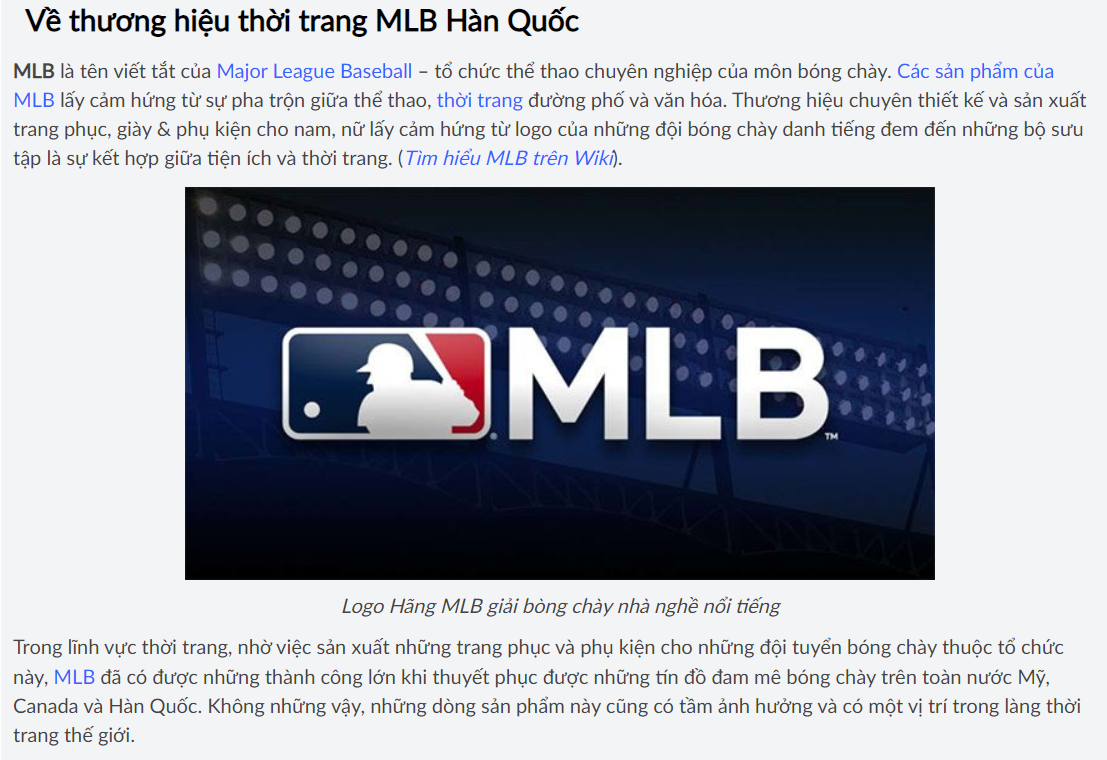 Về thương hiệu thời trang MLB Hàn Quốc
MLB là tên viết tắt của Major League Baseball – tổ chức thể thao chuyên nghiệp của môn bóng chày. Các sản phẩm của
MLB lấy cảm hứng từ sự pha trộn giữa thể thao, thời trang đường phố và văn hóa. Thương hiệu chuyên thiết kế và sản xuất
trang phục, giày & phụ kiện cho nam, nữ lấy cảm hứng từ logo của những đội bóng chày danh tiếng đem đến những bộ sưu
tập là sự kết hợp giữa tiện ích và thời trang. (Tìm hiểu MLB trên Wiki).
MLB™
Logo Hãng MLB giải bòng chày nhà nghề nổi tiếng
Trong lĩnh vực thời trang, nhờ việc sản xuất những trang phục và phụ kiện cho những đội tuyển bóng chày thuộc tổ chức
này, MLB đã có được những thành công lớn khi thuyết phục được những tín đồ đam mê bóng chày trên toàn nước Mỹ,
Canada và Hàn Quốc. Không những vậy, những dòng sản phẩm này cũng có tầm ảnh hưởng và có một vị trí trong làng thời
trang thế giới.